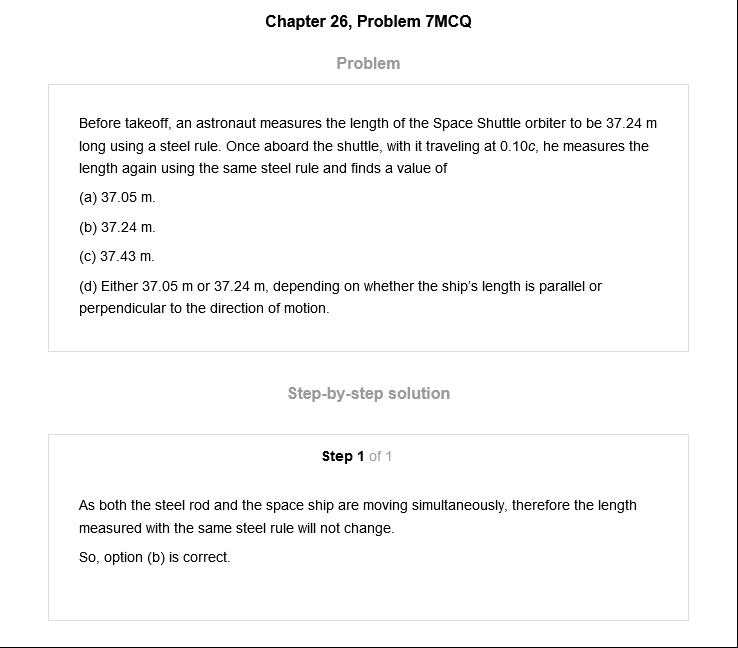 Chapter 26, Problem 7MCQ
Problem
Before takeoff, an astronaut measures the length of the Space Shuttle orbiter to be 37.24 m
long using a steel rule. Once aboard the shuttle, with it traveling at 0.10c, he measures the
length again using the same steel rule and finds a value of
(a) 37.05 m.
(b) 37.24 m.
(c) 37.43 m.
(d) Either 37.05 m or 37.24 m, depending on whether the ship's length is parallel or
perpendicular to the direction of motion.
Step-by-step solution
Step 1 of 1
As both the steel rod and the space ship are moving simultaneously, therefore the length
measured with the same steel rule will not change.
So, option (b) is correct.